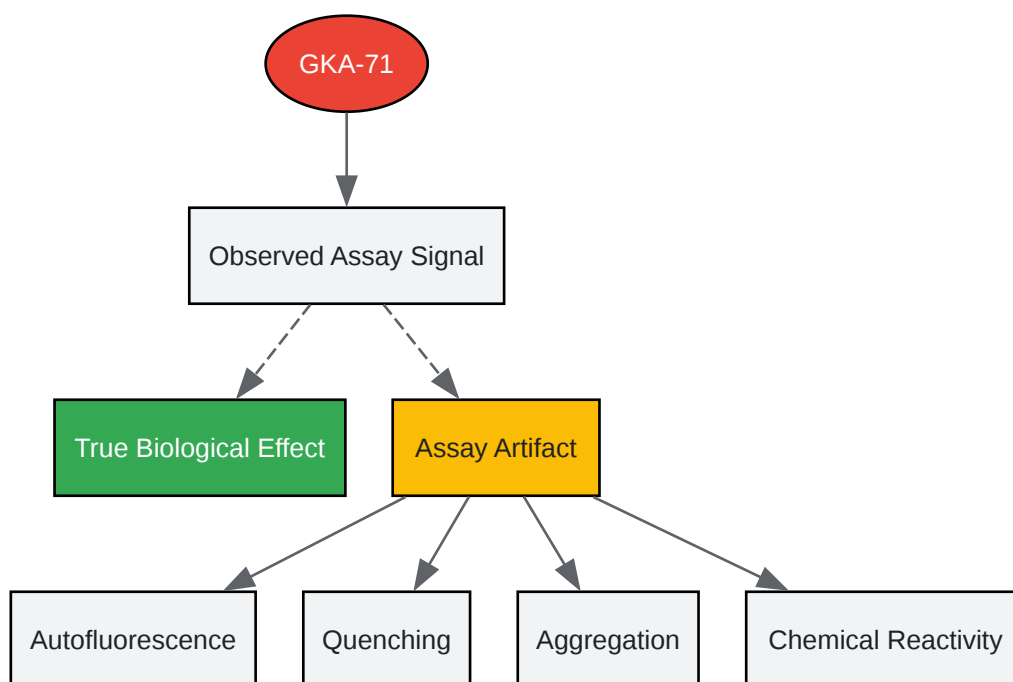 GKA-71
Observed Assay Signal
True Biological Effect
Assay Artifact
Autofluorescence
Quenching
Aggregation
Chemical Reactivity